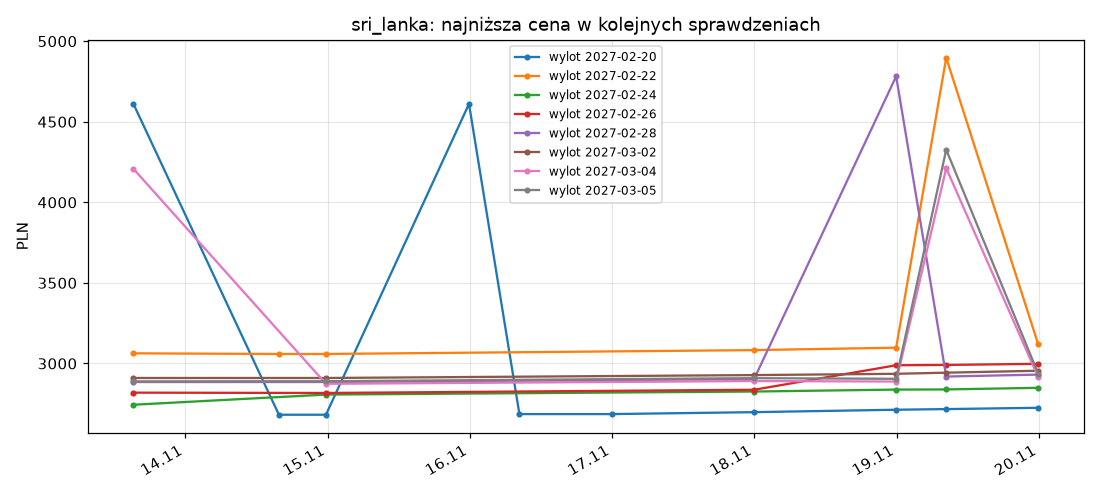 sri_lanka: najniższa cena w kolejnych sprawdzeniach
PLN
5000
4500
4000
3500
3000
wylot 2027-02-20
wylot 2027-02-22
wylot 2027-02-24
wylot 2027-02-26
wylot 2027-02-28
wylot 2027-03-02
wylot 2027-03-04
wylot 2027-03-05
14.11
15.11
16.11
17.11
18.11
19.11
20.11